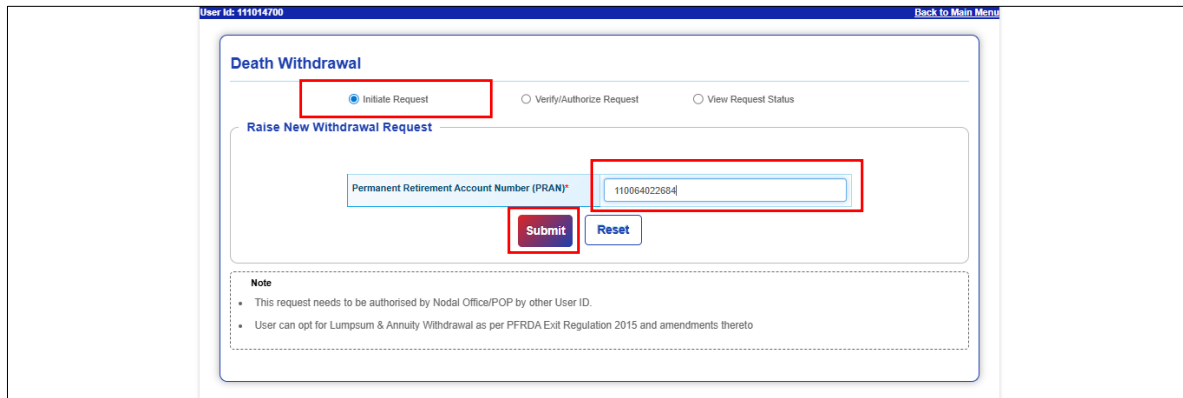 User Id: 111014700 Back to Main Menu
Death Withdrawal
Initiate Request Verify/Authorize Request View Request Status
Raise New Withdrawal Request
Permanent Retirement Account Number (PRAN)* 110064022684
Submit Reset
Note
• This request needs to be authorised by Nodal Office/POP by other User ID.
• User can opt for Lumpsum & Annuity Withdrawal as per PFRDA Exit Regulation 2015 and amendments thereto